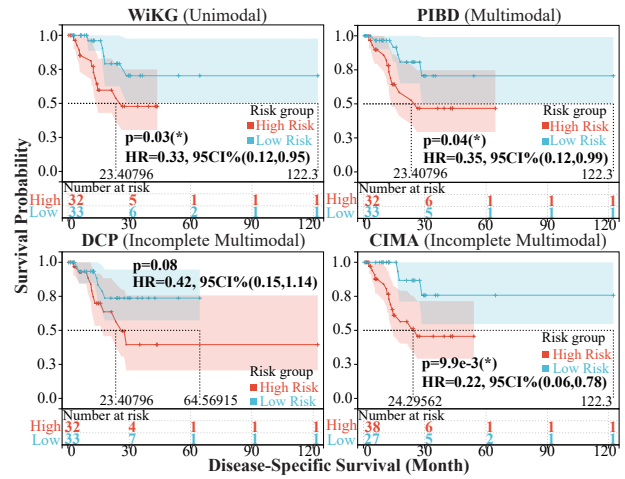 WiKG (Unimodal)
1.0
0.8
0.5
0.3
0.0
Risk group
High Risk
Low Risk
p=0.03(*)
HR=0.33, 95CI%(0.12,0.95)
23.40796
122.3
Number at risk
High 32 5 1 1 1
Low 33 6 2 1 1
0 30 60 90 120
PIBD (Multimodal)
1.0
0.8
0.5
0.3
0.0
Risk group
High Risk
Low Risk
p=0.04(*)
HR=0.35, 95CI%(0.12,0.99)
23.40796
122.3
Number at risk
High 32 6 1 1 1
Low 33 5 1 1 1
0 30 60 90 120
DCP (Incomplete Multimodal)
1.0
0.8
0.5
0.3
0.0
p=0.08
HR=0.42, 95CI%(0.15,1.14)
Risk group
High Risk
Low Risk
23.40796
64.56915
Number at risk
High 32 4 1 1 1
Low 33 7 1 1 1
0 30 60 90 120
CIMA (Incomplete Multimodal)
1.0
0.8
0.5
0.3
0.0
Risk group
High Risk
Low Risk
p=9.9e-3(*)
HR=0.22, 95CI%(0.06,0.78)
24.29562
122.3
Number at risk
High 38 6 1 1 1
Low 27 5 2 1 1
0 30 60 90 120
Survival Probability
Disease-Specific Survival (Month)